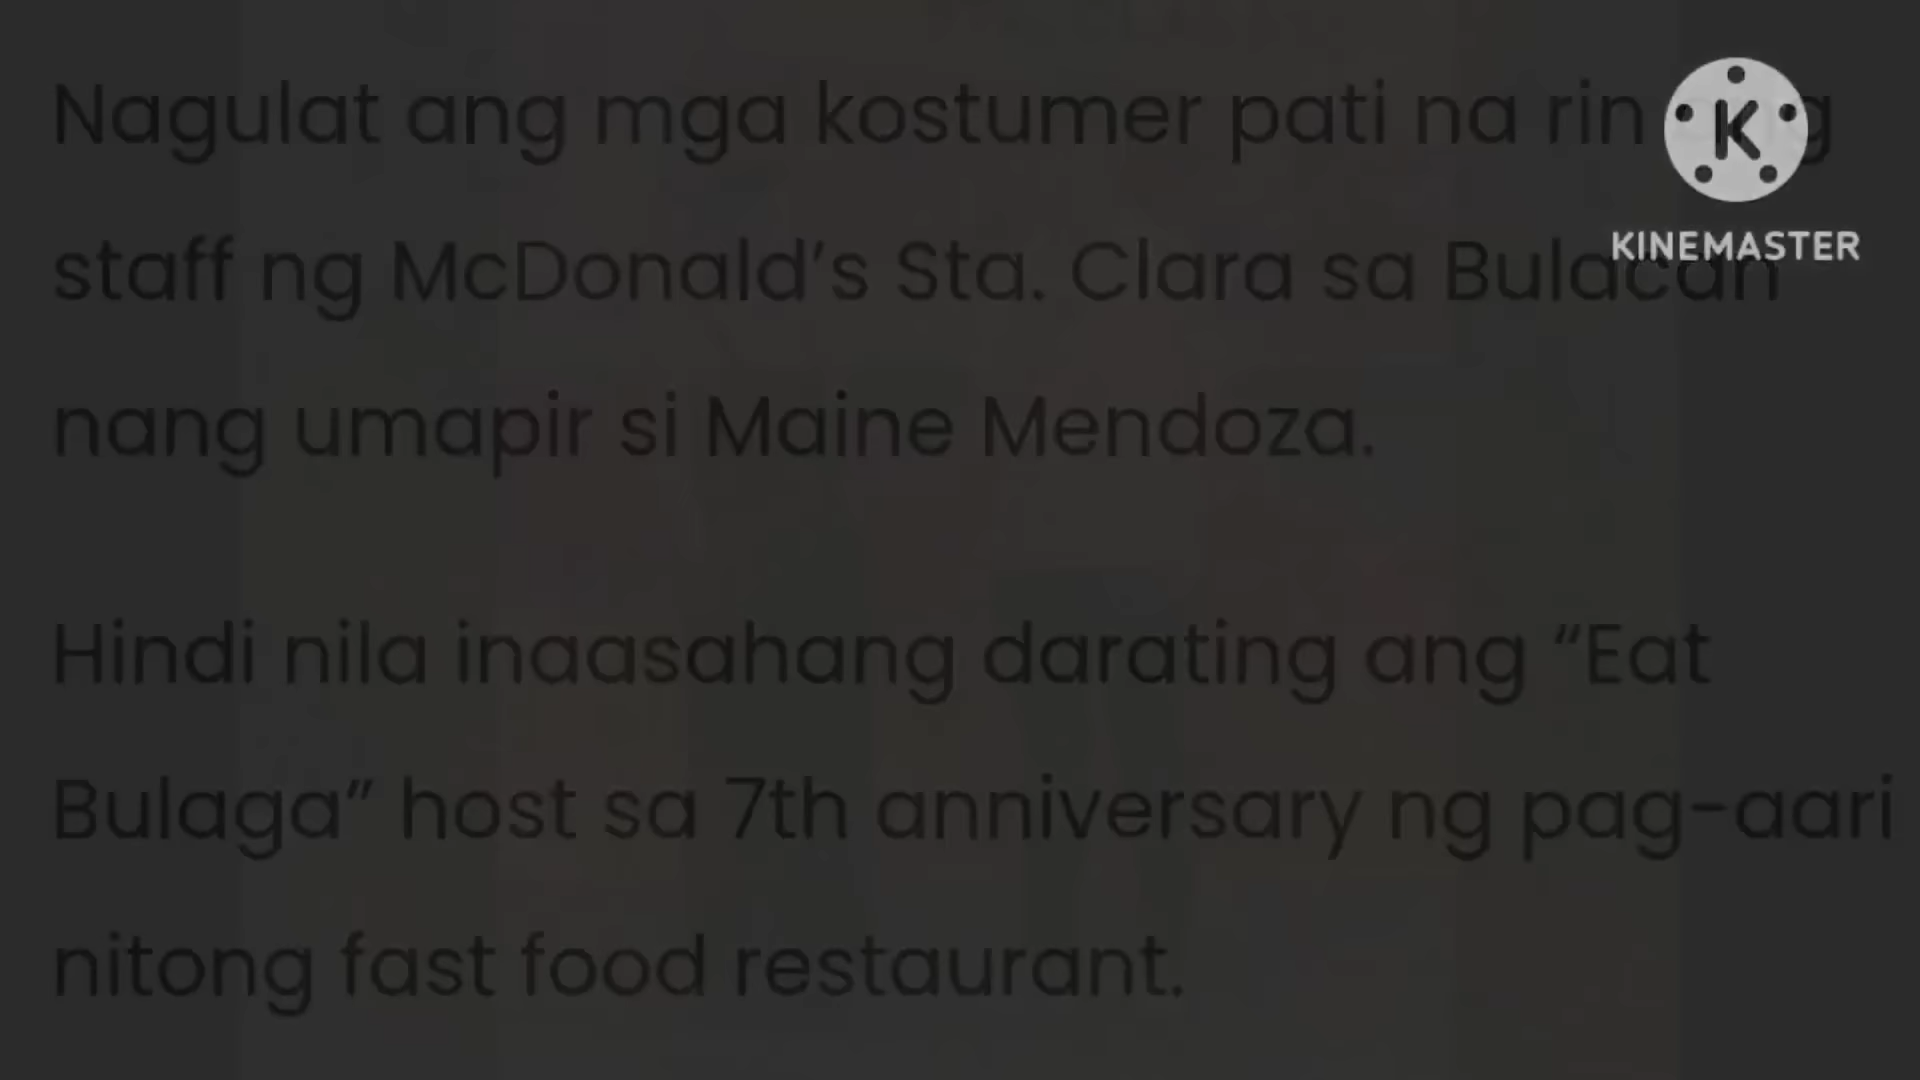 Nagulat ang mga kostumer pati na rin ang
staff ng McDonald’s Sta. Clara sa Bulacan
nang umapir si Maine Mendoza.
Hindi nila inaasahang darating ang “Eat
Bulaga” host sa 7th anniversary ng pag-aari
nitong fast food restaurant.
K
KINEMASTER